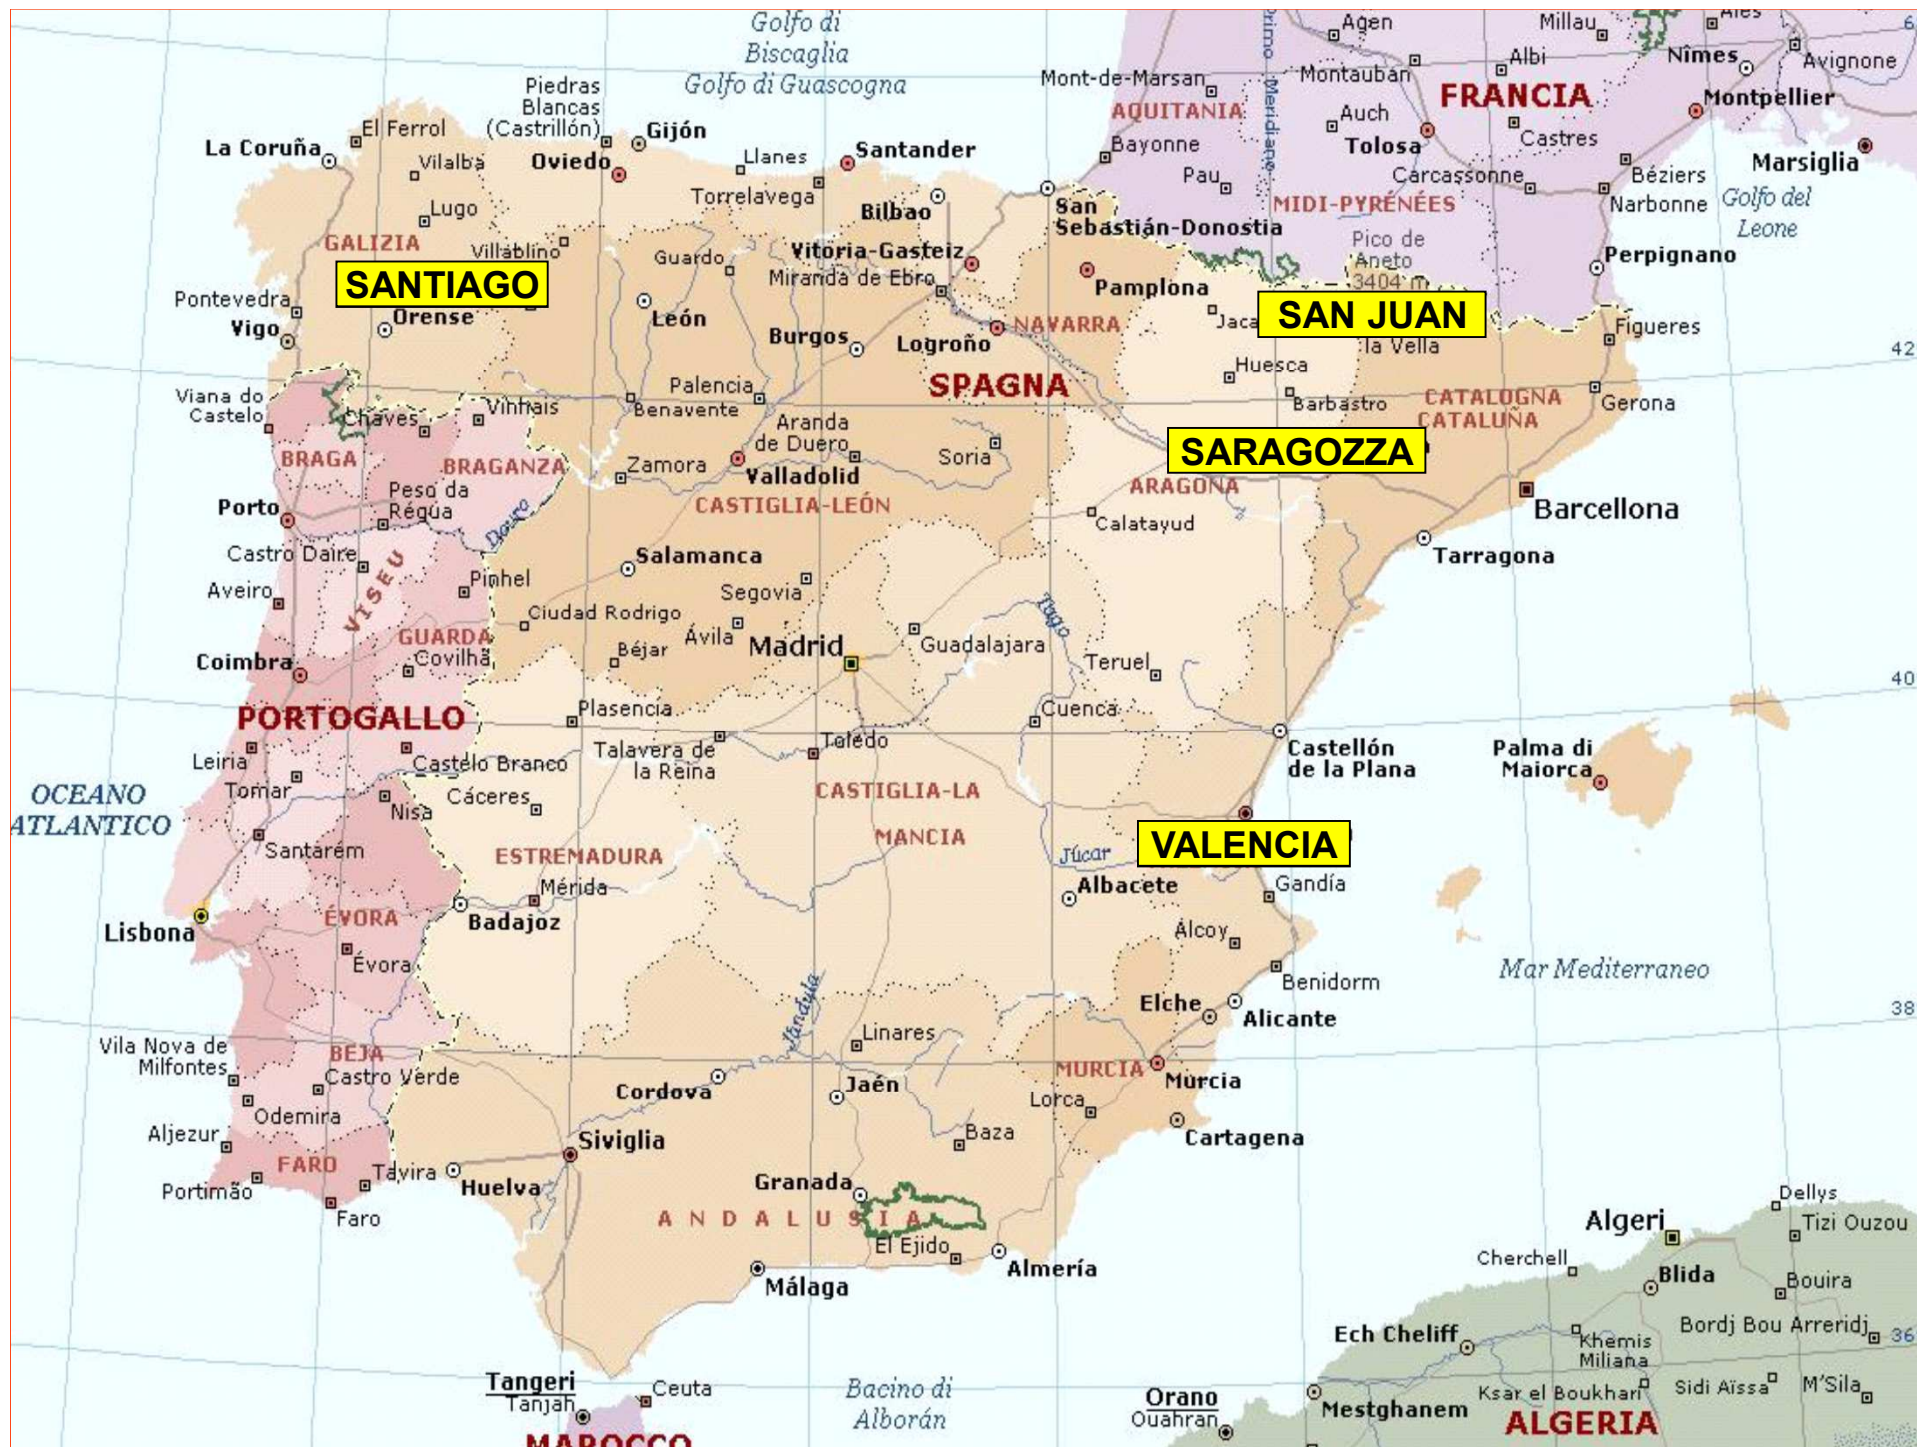 Golfo di
Biscaglia
Golfo di Guascogna
Primo Meridiano
Agen
Millau
Alès
6
Mont-de-Marsan
Montauban
Albi
Nîmes
Avignone
Piedras
Blancas
(Castrillón)
AQUITANIA
Auch
FRANCIA
Montpellier
El Ferrol
Gijón
La Coruña
Bayonne
Tolosa
Castres
Marsiglia
Vilalba
Oviedo
Llanes
Santander
Pau
Carcassonne
Béziers
Torrelavega
Narbonne
Golfo del
Leone
Lugo
Bilbao
San
Sebastián-Donostia
MIDI-PYRÉNÉES
GALIZIA
Villablino
Guardo
Vitoria-Gasteiz
Miranda de Ebro
Pico de
Aneto
3404 m
Perpignano
SANTIAGO
Pamplona
Pontevedra
Orense
León
Vigo
Burgos
Logroño
NAVARRA
Jaca
SAN JUAN
la Vella
Figueres
42
Huesca
SPAGNA
Viana do
Castelo
Chaves
Vinhais
Benavente
Palencia
Barbastro
CATALOGNA
CATALUÑA
Gerona
Aranda
de Duero
Soria
SARAGOZZA
BRAGA
BRAGANZA
Zamora
Valladolid
ARAGONA
Porto
Peso da
Régua
Douro
CASTIGLIA-LEÓN
Calatayud
Barcellona
Castro Daire
Salamanca
Tarragona
Aveiro
VISEU
Pinhel
Segovia
Ciudad Rodrigo
Tago
GUARDA
Ávila
Coimbra
Covilhã
Béjar
Madrid
Guadalajara
Teruel
40
PORTOGALLO
Plasencia
Cuenca
Leiria
Castelo Branco
Talavera de
la Reina
Toledo
Castellón
de la Plana
Palma di
Maiorca
OCEANO
ATLANTICO
Tomar
Nisa
Cáceres
CASTIGLIA-LA
MANCIA
Santarém
ESTREMADURA
Júcar
VALENCIA
Mérida
Albacete
Gandía
Lisbona
ÉVORA
Badajoz
Alcoy
Évora
Benidorm
Mar Mediterraneo
Jándula
Elche
Alicante
38
Linares
Vila Nova de
Milfontes
BEJA
Castro Verde
Cordova
Jaén
MURCIA
Murcia
Odemira
Lorca
Aljezur
Siviglia
Baza
Cartagena
FARO
Tavira
Portimão
Huelva
Granada
Faro
ANDALUSIA
El Ejido
Almería
Málaga
Dellys
Algeri
Tizi Ouzou
Cherchell
Blida
Bouira
Ech Cheliff
Khemis
Miliana
Bordj Bou Arreridj
36
Tangeri
Tanjah
Ceuta
Bacino di
Alborán
Orano
Ouahran
Mestghanem
Ksar el Boukhari
Sidi Aïssa
M'Sila
MAROCCO
ALGERIA